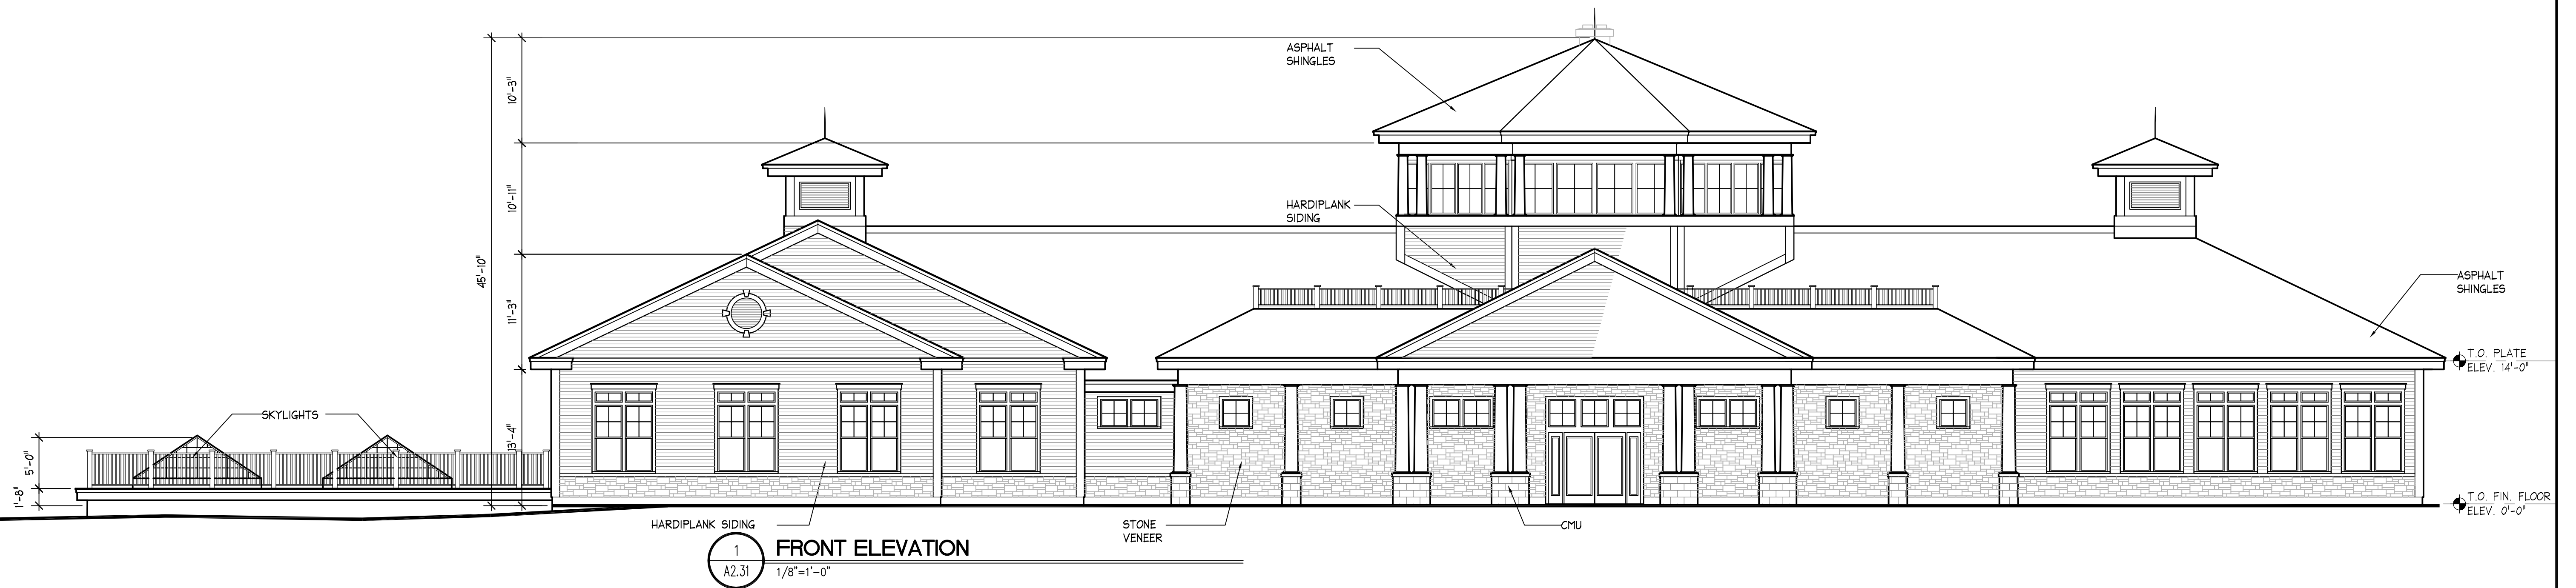 ASPHALT
SHINGLES
10'-3"
10'-11"
HARDIPLANK
SIDING
45'-10"
11'-3"
ASPHALT
SHINGLES
T.O. PLATE
ELEV. 14'-0"
SKYLIGHTS
13'-4"
5'-0"
1'-8"
T.O. FIN. FLOOR
ELEV. 0'-0"
HARDIPLANK SIDING
STONE
VENEER
CMU
1
A2.31
FRONT ELEVATION
1/8"=1'-0"